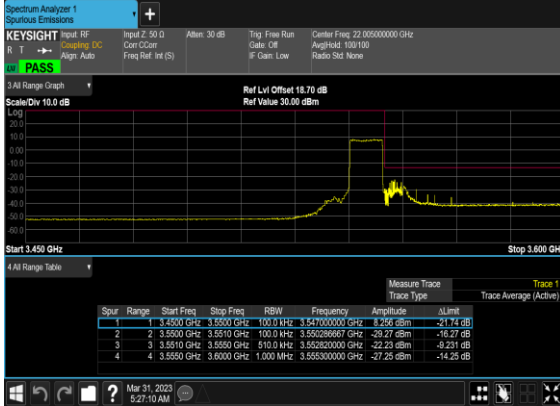 Spectrum Analyzer 1
Spurious Emissions
+
KEYSIGHT Input: RF Input Z: 50 Ω Atten: 30 dB Trig: Free Run Center Freq: 22.005000000 GHz
R T Coupling: DC Corr CCorr Gate: Off Avg|Hold: 100/100
Align: Auto Freq Ref: Int (S) IF Gain: Low Radio Std: None
PASS
3 All Range Graph
Ref Lvl Offset 18.70 dB
Scale/Div 10.0 dB Ref Value 30.00 dBm
Log
20.0
10.0
0.00
-10.0
-20.0
-30.0
-40.0
-50.0
-60.0
Start 3.450 GHz Stop 3.600 GH
4 All Range Table
Measure Trace Trace 1
Trace Type Trace Average (Active)
Spur Range Start Freq Stop Freq RBW Frequency Amplitude ΔLimit
1 1 3.4500 GHz 3.5500 GHz 100.0 kHz 3.547000000 GHz 8.256 dBm -21.74 dB
2 2 3.5500 GHz 3.5510 GHz 100.0 kHz 3.550286667 GHz -29.27 dBm -16.27 dB
3 3 3.5510 GHz 3.5550 GHz 510.0 kHz 3.552820000 GHz -22.23 dBm -9.231 dB
4 4 3.5550 GHz 3.6000 GHz 1.000 MHz 3.555300000 GHz -27.25 dBm -14.25 dB
?
Mar 31, 2023
5:27:10 AM